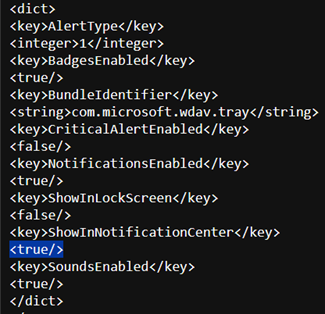 <dict>
<key>AlertType</key>
<integer>1</integer>
<key>BadgesEnabled</key>
<true/>
<key>BundleIdentifier</key>
<string>com.microsoft.wdav.tray</string>
<key>CriticalAlertEnabled</key>
<false/>
<key>NotificationsEnabled</key>
<true/>
<key>ShowInLockScreen</key>
<false/>
<key>ShowInNotificationCenter</key>
<true/>
<key>SoundsEnabled</key>
<true/>
</dict>